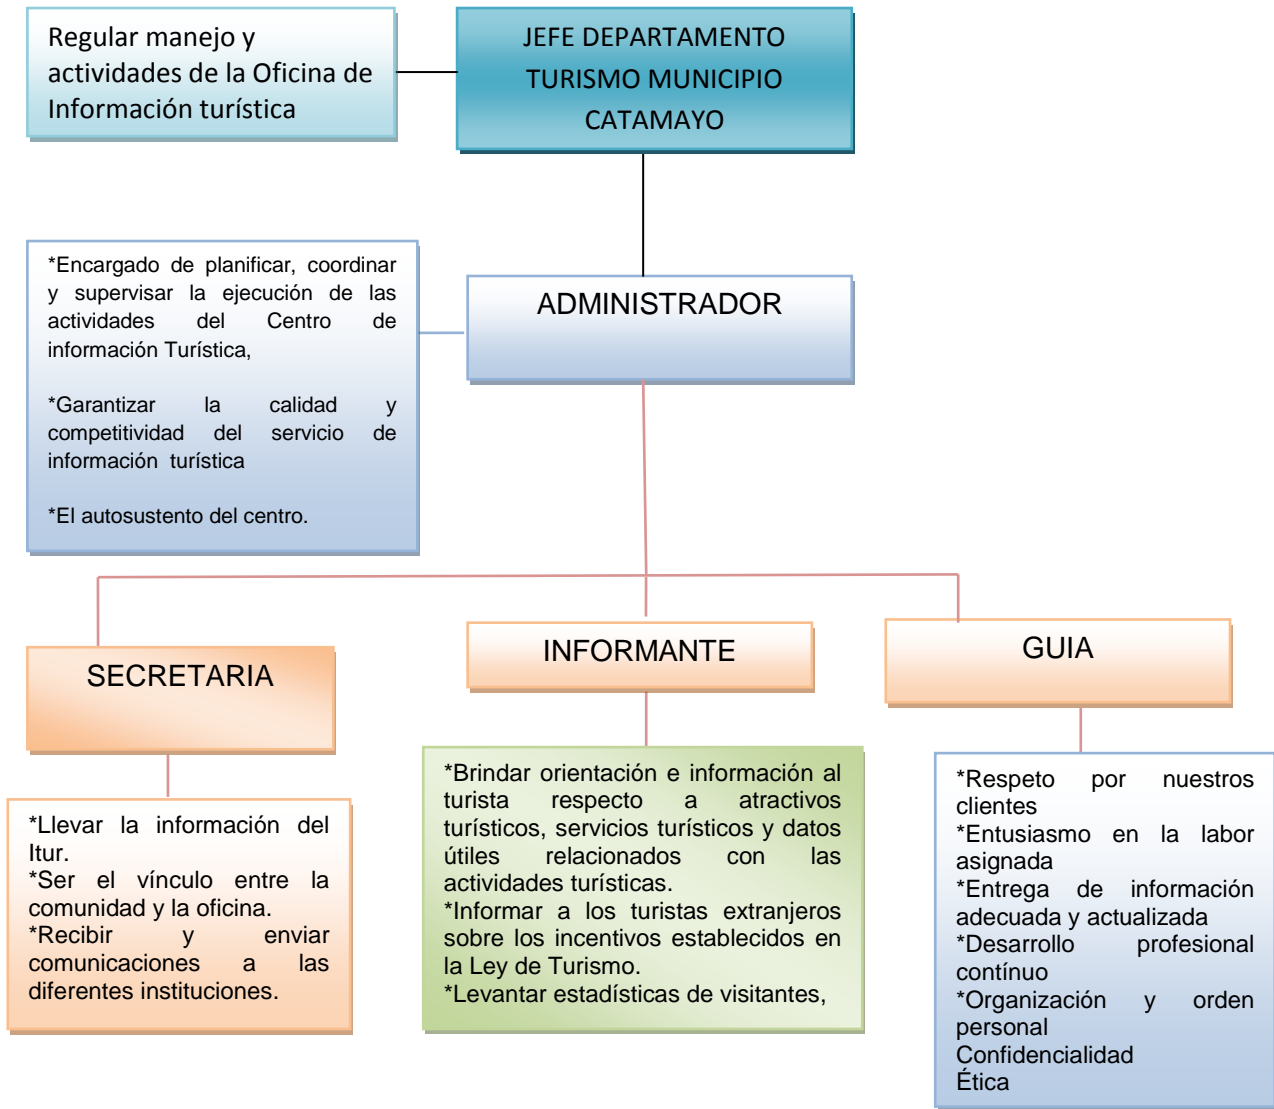 Regular manejo y
actividades de la Oficina de
Información turística
JEFE DEPARTAMENTO
TURISMO MUNICIPIO
CATAMAYO
*Encargado de planificar, coordinar
y supervisar la ejecución de las
actividades del Centro de
información Turística,
*Garantizar la calidad y
competitividad del servicio de
información turística
*El autosustento del centro.
ADMINISTRADOR
SECRETARIA
INFORMANTE
GUIA
*Llevar la información del
Itur.
*Ser el vínculo entre la
comunidad y la oficina.
*Recibir y enviar
comunicaciones a las
diferentes instituciones.
*Brindar orientación e información al
turista respecto a atractivos
turísticos, servicios turísticos y datos
útiles relacionados con las
actividades turísticas.
*Informar a los turistas extranjeros
sobre los incentivos establecidos en
la Ley de Turismo.
*Levantar estadísticas de visitantes,
*Respeto por nuestros
clientes
*Entusiasmo en la labor
asignada
*Entrega de información
adecuada y actualizada
*Desarrollo profesional
contínuo
*Organización y orden
personal
Confidencialidad
Ética